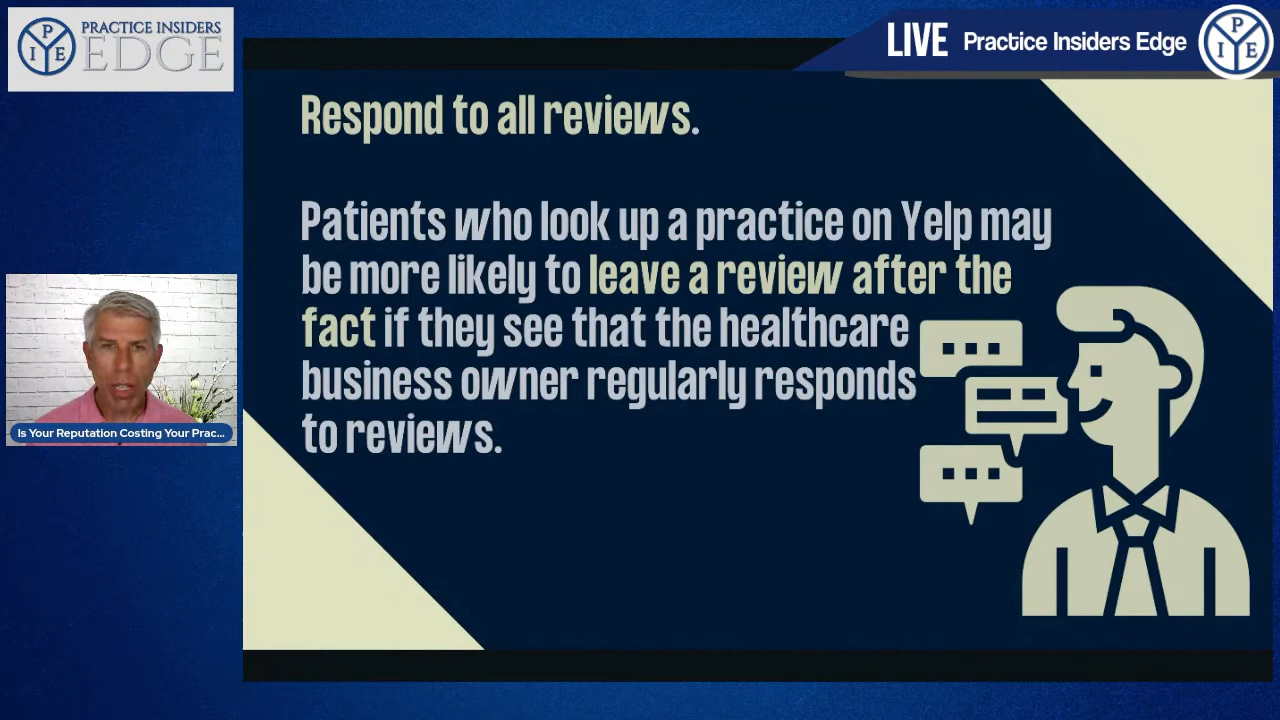 PRACTICE INSIDERS
EDGE
P
I
E
LIVE Practice Insiders Edge
P
I
E
Respond to all reviews.
Patients who look up a practice on Yelp may
be more likely to leave a review after the
fact if they see that the healthcare
business owner regularly responds
to reviews.
Is Your Reputation Costing Your Prac...